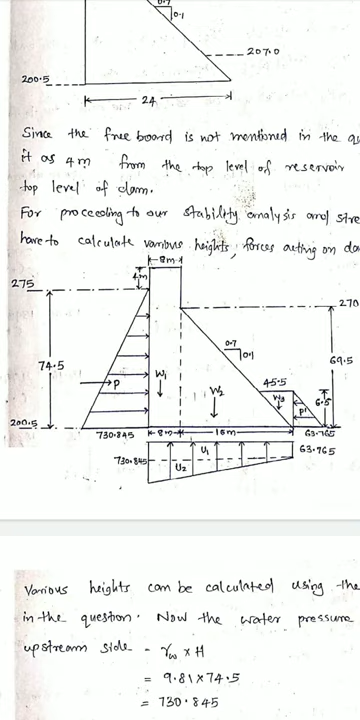 0.7
0.1
207.0
200.5
24
Since the free board is not mentioned in the
it as 4m from the top level of reservoir
top level of dam.
For proceeding to our stability analysis and
have to calculate various heights, forces acting on
8m
4m
275
270
0.7
0.1
74.5
69.5
45.5
W1
W2
W3
P
P1
6.5
200.5
730.845
8m
16m
63.765
730.845
U1
U2
63.765
Various heights can be calculated using the
in the question. Now the water pressure
upstream side - γw × H
= 9.81 × 74.5
= 730.845